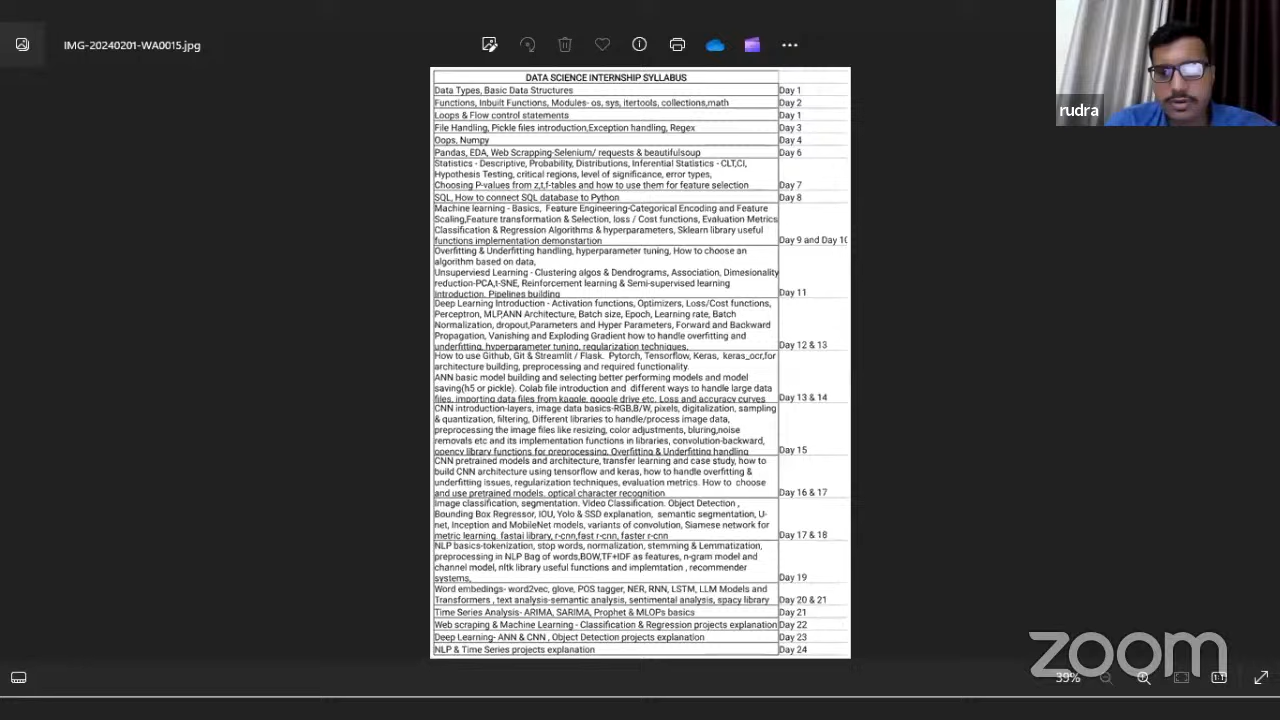 IMG-20240201-WA0015.jpg
rudra
DATA SCIENCE INTERNSHIP SYLLABUS
Data Types, Basic Data Structures Day 1
Functions, Inbuilt Functions, Modules- os, sys, itertools, collections,math Day 2
Loops & Flow control statements Day 1
File Handling, Pickle files introduction,Exception handling, Regex Day 3
Oops, Numpy Day 4
Pandas, EDA, Web Scrapping-Selenium/ requests & beautifulsoup Day 6
Statistics - Descriptive, Probability, Distributions, Inferential Statistics - CLT,CI,
Hypothesis Testing, critical regions, level of significance, error types,
Choosing P-values from z,t,f-tables and how to use them for feature selection Day 7
SQL, How to connect SQL database to Python Day 8
Machine learning - Basics, Feature Engineering-Categorical Encoding and Feature
Scaling,Feature transformation & Selection, loss / Cost functions, Evaluation Metrics
Classification & Regression Algorithms & hyperparameters, Sklearn library useful
functions implementation demonstartion Day 9 and Day 10
Overfitting & Underfitting handling, hyperparameter tuning, How to choose an
algorithm based on data,
Unsuperviesd Learning - Clustering algos & Dendrograms, Association, Dimesionality
reduction-PCA,t-SNE, Reinforcement learning & Semi-supervised learning
Introduction, Pipelines building Day 11
Deep Learning Introduction - Activation functions, Optimizers, Loss/Cost functions,
Perceptron, MLP,ANN Architecture, Batch size, Epoch, Learning rate, Batch
Normalization, dropout,Parameters and Hyper Parameters, Forward and Backward
Propagation, Vanishing and Exploding Gradient how to handle overfitting and
underfitting, hyperparameter tuning, regularization techniques, Day 12 & 13
How to use Github, Git & Streamlit / Flask. Pytorch, Tensorflow, Keras, keras_ocr,for
architecture building, preprocessing and required functionality.
ANN basic model building and selecting better performing models and model
saving(h5 or pickle). Colab file introduction and different ways to handle large data
files, importing data files from kaggle, google drive etc. Loss and accuracy curves Day 13 & 14
CNN introduction-layers, image data basics-RGB,B/W, pixels, digitalization, sampling
& quantization, filtering, Different libraries to handle/process image data,
preprocessing the image files like resizing, color adjustments, bluring,noise
removals etc and its implementation functions in libraries, convolution-backward,
opencv library functions for preprocessing. Overfitting & Underfitting handling Day 15
CNN pretrained models and architecture, transfer learning and case study, how to
build CNN architecture using tensorflow and keras, how to handle overfitting &
underfitting issues, regularization techniques, evaluation metrics. How to choose
and use pretrained models, optical character recognition Day 16 & 17
Image classification, segmentation. Video Classification. Object Detection ,
Bounding Box Regressor, IOU, Yolo & SSD explanation, semantic segmentation, U-
net, Inception and MobileNet models, variants of convolution, Siamese network for
metric learning, fastai library, r-cnn,fast r-cnn, faster r-cnn Day 17 & 18
NLP basics-tokenization, stop words, normalization, stemming & Lemmatization,
preprocessing in NLP Bag of words,BOW,TF+IDF as features, n-gram model and
channel model, nltk library useful functions and implemtation , recommender
systems, Day 19
Word embedings- word2vec, glove, POS tagger, NER, RNN, LSTM, LLM Models and
Transformers , text analysis-semantic analysis, sentimental analysis, spacy library Day 20 & 21
Time Series Analysis- ARIMA, SARIMA, Prophet & MLOPs basics Day 21
Web scraping & Machine Learning - Classification & Regression projects explanation Day 22
Deep Learning- ANN & CNN , Object Detection projects explanation Day 23
NLP & Time Series projects explanation Day 24
zoom
39%